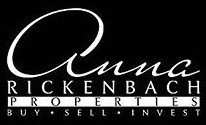 Anna
RICKENBACH
PROPERTIES
BUY · SELL · INVEST